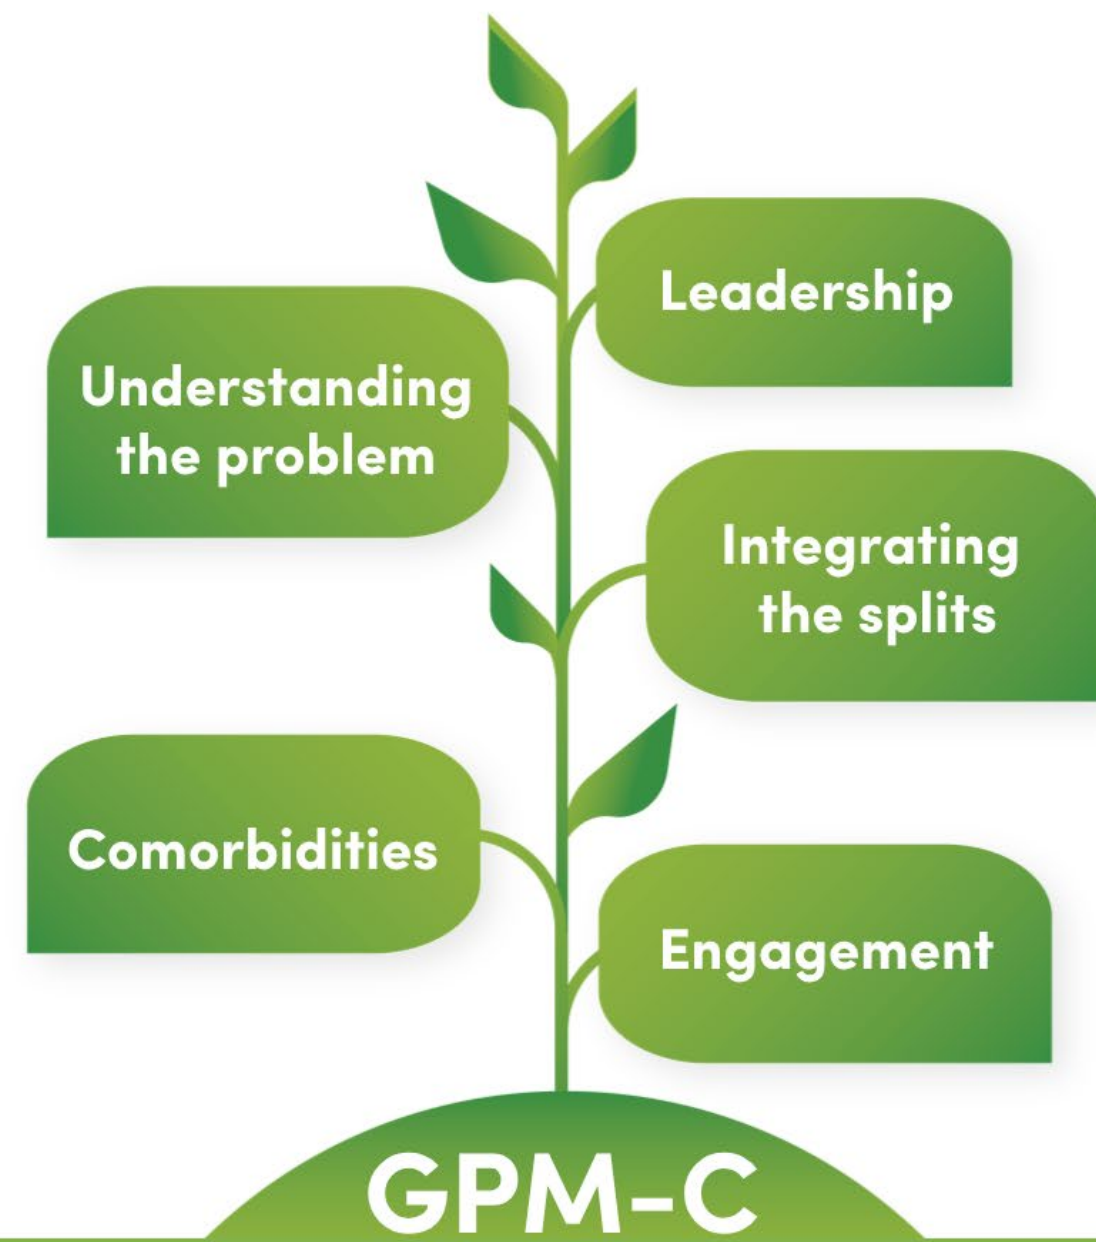 Leadership
Understanding
the problem
Integrating
the splits
Comorbidities
Engagement
GPM-C